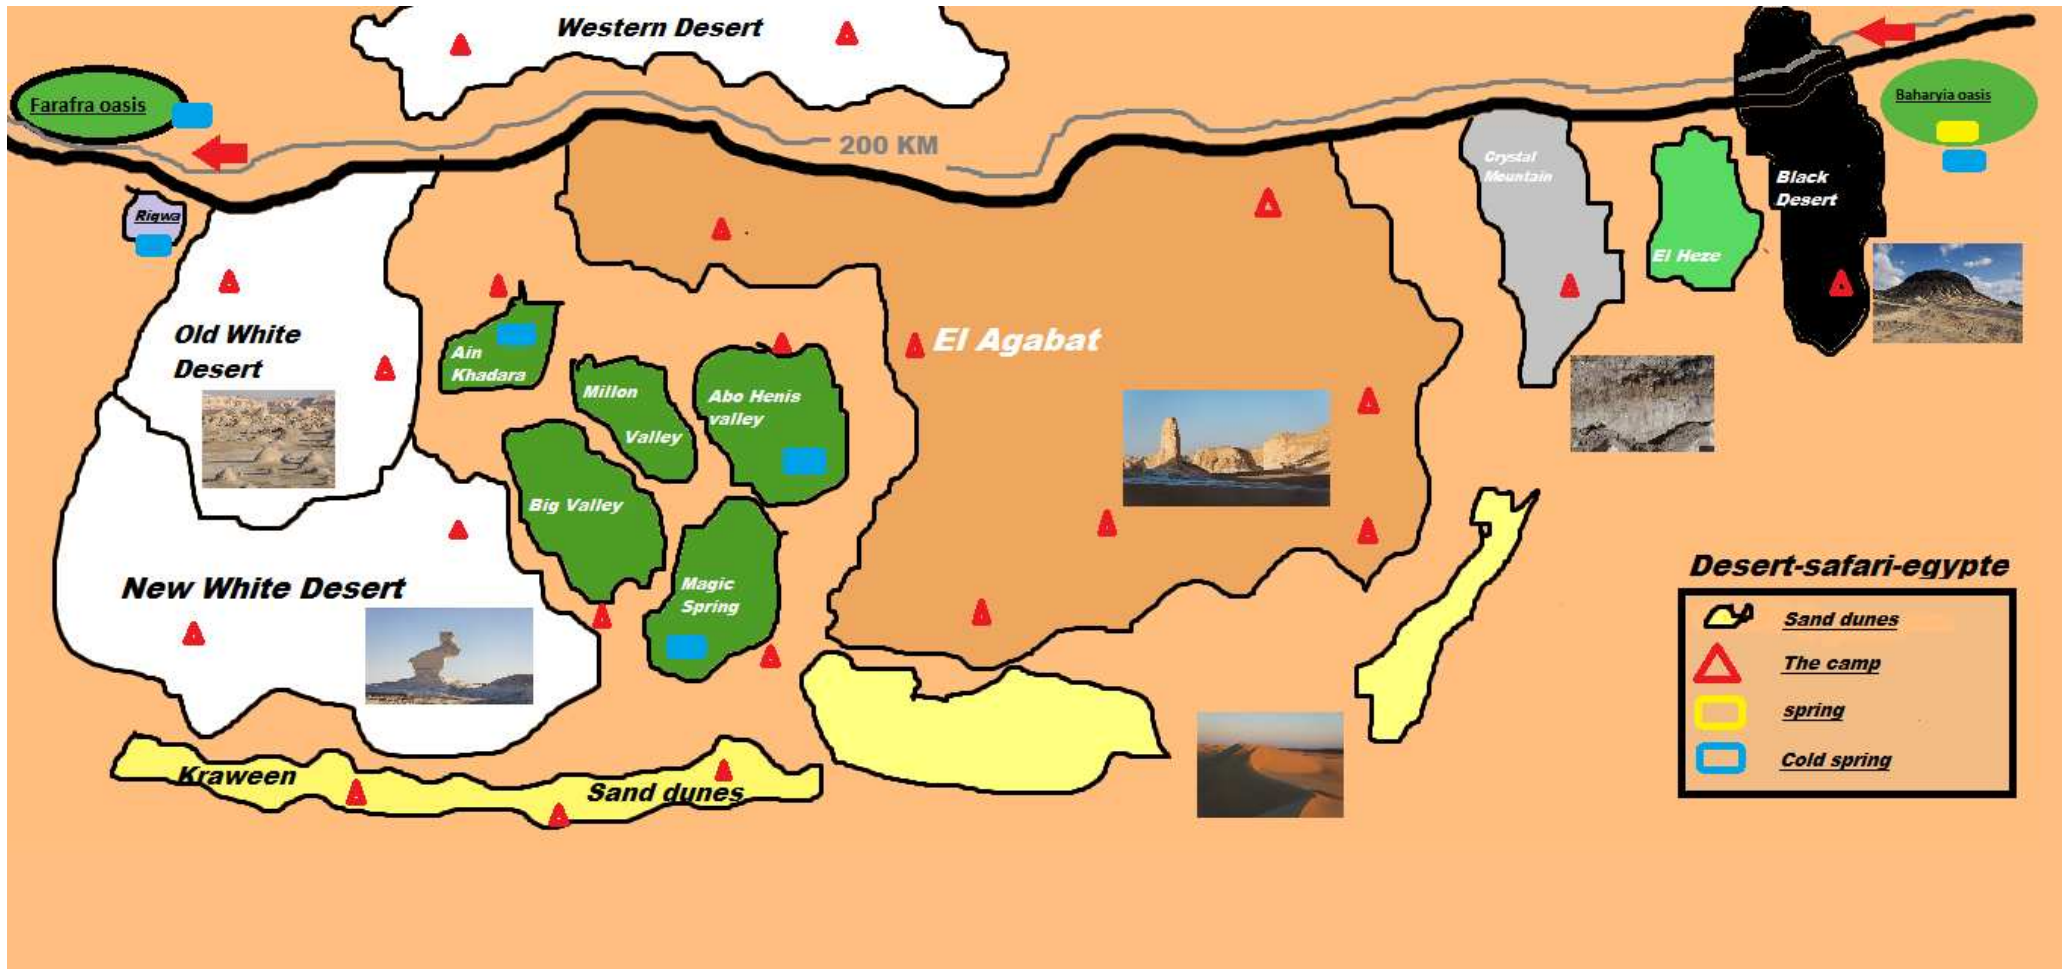 Western Desert
Farafra oasis
Baharyia oasis
200 KM
Crystal
Mountain
Black
Desert
Riqwa
El Heze
Old White
Desert
Ain
Khadara
El Agabat
Millon
Valley
Abo Henis
valley
Big Valley
New White Desert
Magic
Spring
Kraween
Sand dunes
Desert-safari-egypte
Sand dunes
The camp
spring
Cold spring